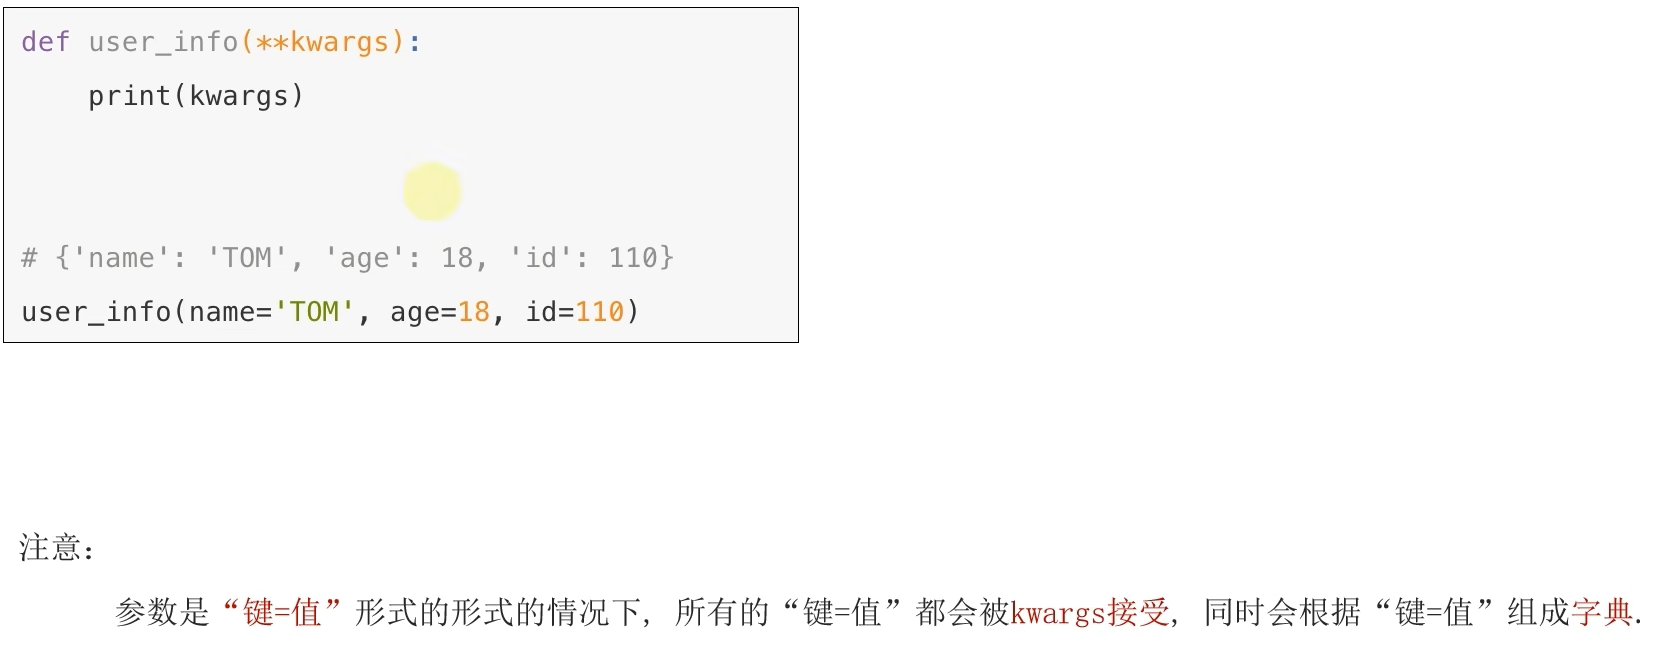 def user_info(**kwargs):
    print(kwargs)
# {'name': 'TOM', 'age': 18, 'id': 110}
user_info(name='TOM', age=18, id=110)
注意：
参数是“键=值”形式的形式的情况下, 所有的“键=值”都会被kwargs接受, 同时会根据“键=值”组成字典.